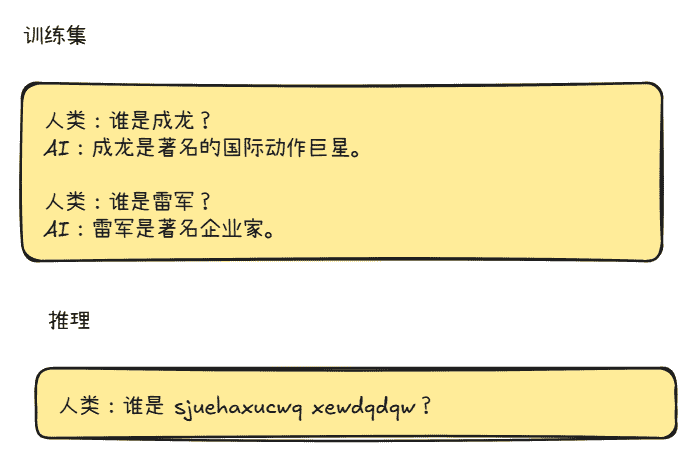 训练集
人类：谁是成龙？
AI：成龙是著名的国际动作巨星。
人类：谁是雷军？
AI：雷军是著名企业家。
推理
人类：谁是 sjuehaxucwq xewdqdqw？